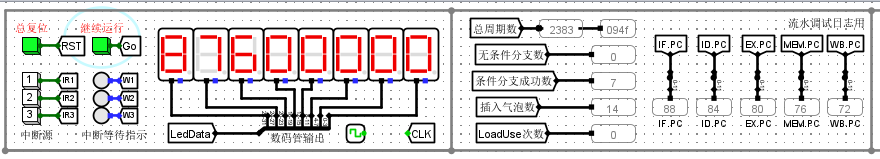 总复位 继续运行
RST Go
1 IR1 W1
2 IR2 W2
3 IR3 W3
中断源 中断等待指示
87600000
LedData 数码管输出 CLK
总周期数 2383 094f
无条件分支数 0
条件分支成功数 7
插入气泡数 14
LoadUse次数 0
流水调试日志用
IF.PC ID.PC EX.PC MEM.PC WB.PC
88 84 80 76 72
IF.PC ID.PC EX.PC MEM.PC WB.PC